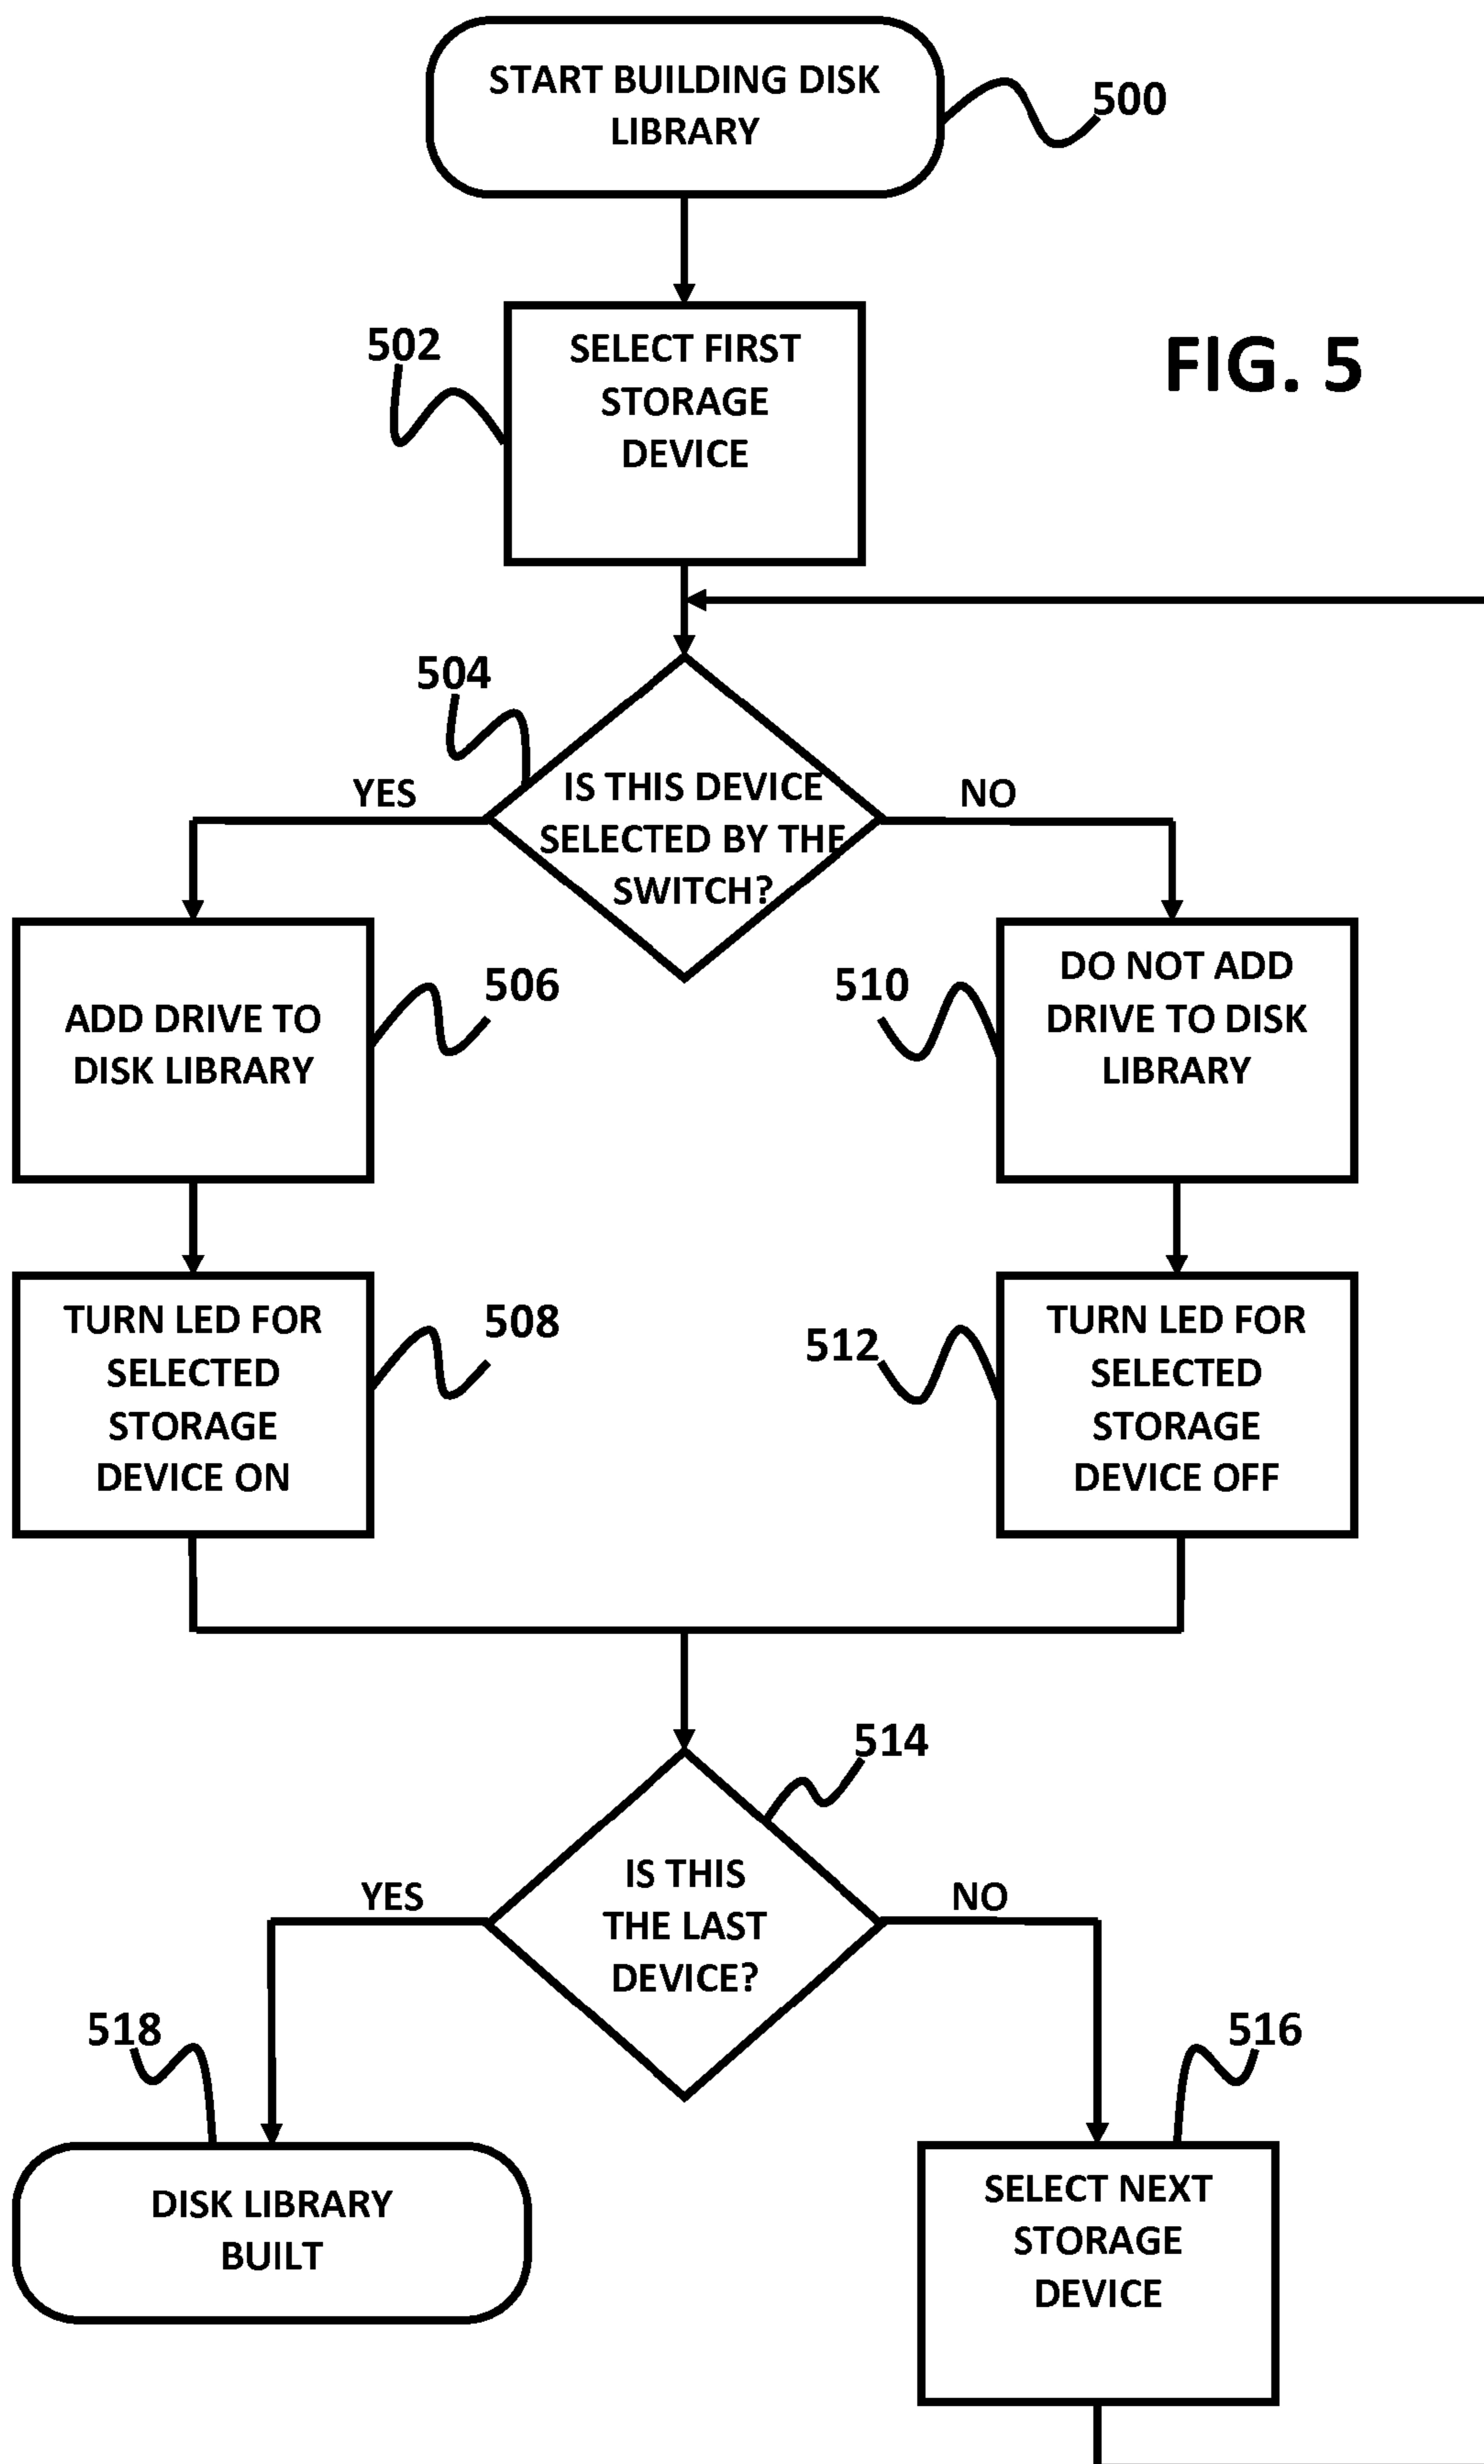 START BUILDING DISK
LIBRARY
500
502
SELECT FIRST
STORAGE
DEVICE
FIG. 5
504
YES
IS THIS DEVICE
SELECTED BY THE
SWITCH?
NO
ADD DRIVE TO
DISK LIBRARY
506
510
DO NOT ADD
DRIVE TO DISK
LIBRARY
TURN LED FOR
SELECTED
STORAGE
DEVICE ON
508
512
TURN LED FOR
SELECTED
STORAGE
DEVICE OFF
514
YES
IS THIS
THE LAST
DEVICE?
NO
518
516
DISK LIBRARY
BUILT
SELECT NEXT
STORAGE
DEVICE